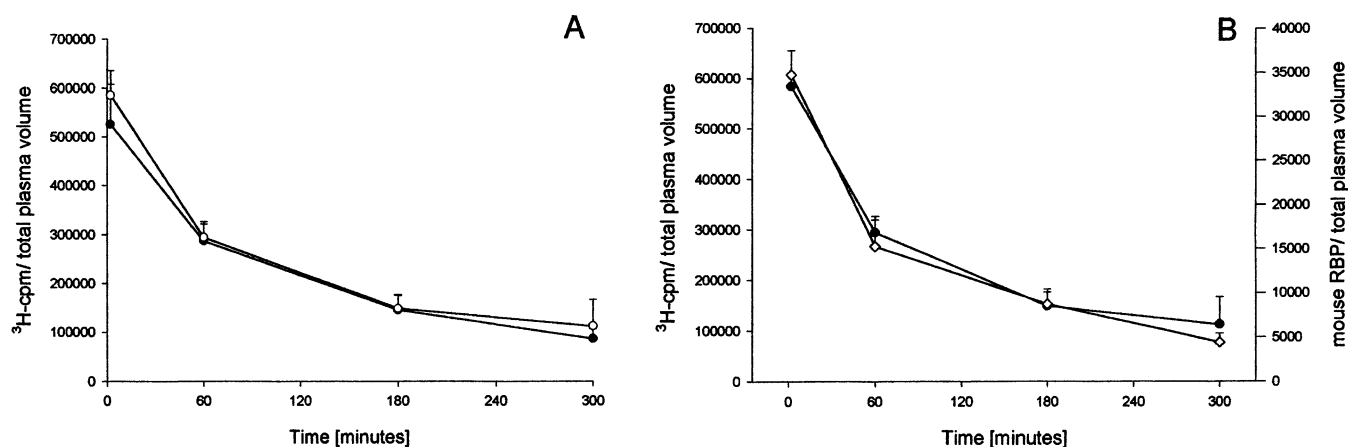 A
700000
600000
500000
400000
300000
200000
100000
0
³H-cpm/ total plasma volume
0 60 120 180 240 300
Time [minutes]
B
700000
600000
500000
400000
300000
200000
100000
0
³H-cpm/ total plasma volume
40000
35000
30000
25000
20000
15000
10000
5000
0
mouse RBP/ total plasma volume
0 60 120 180 240 300
Time [minutes]